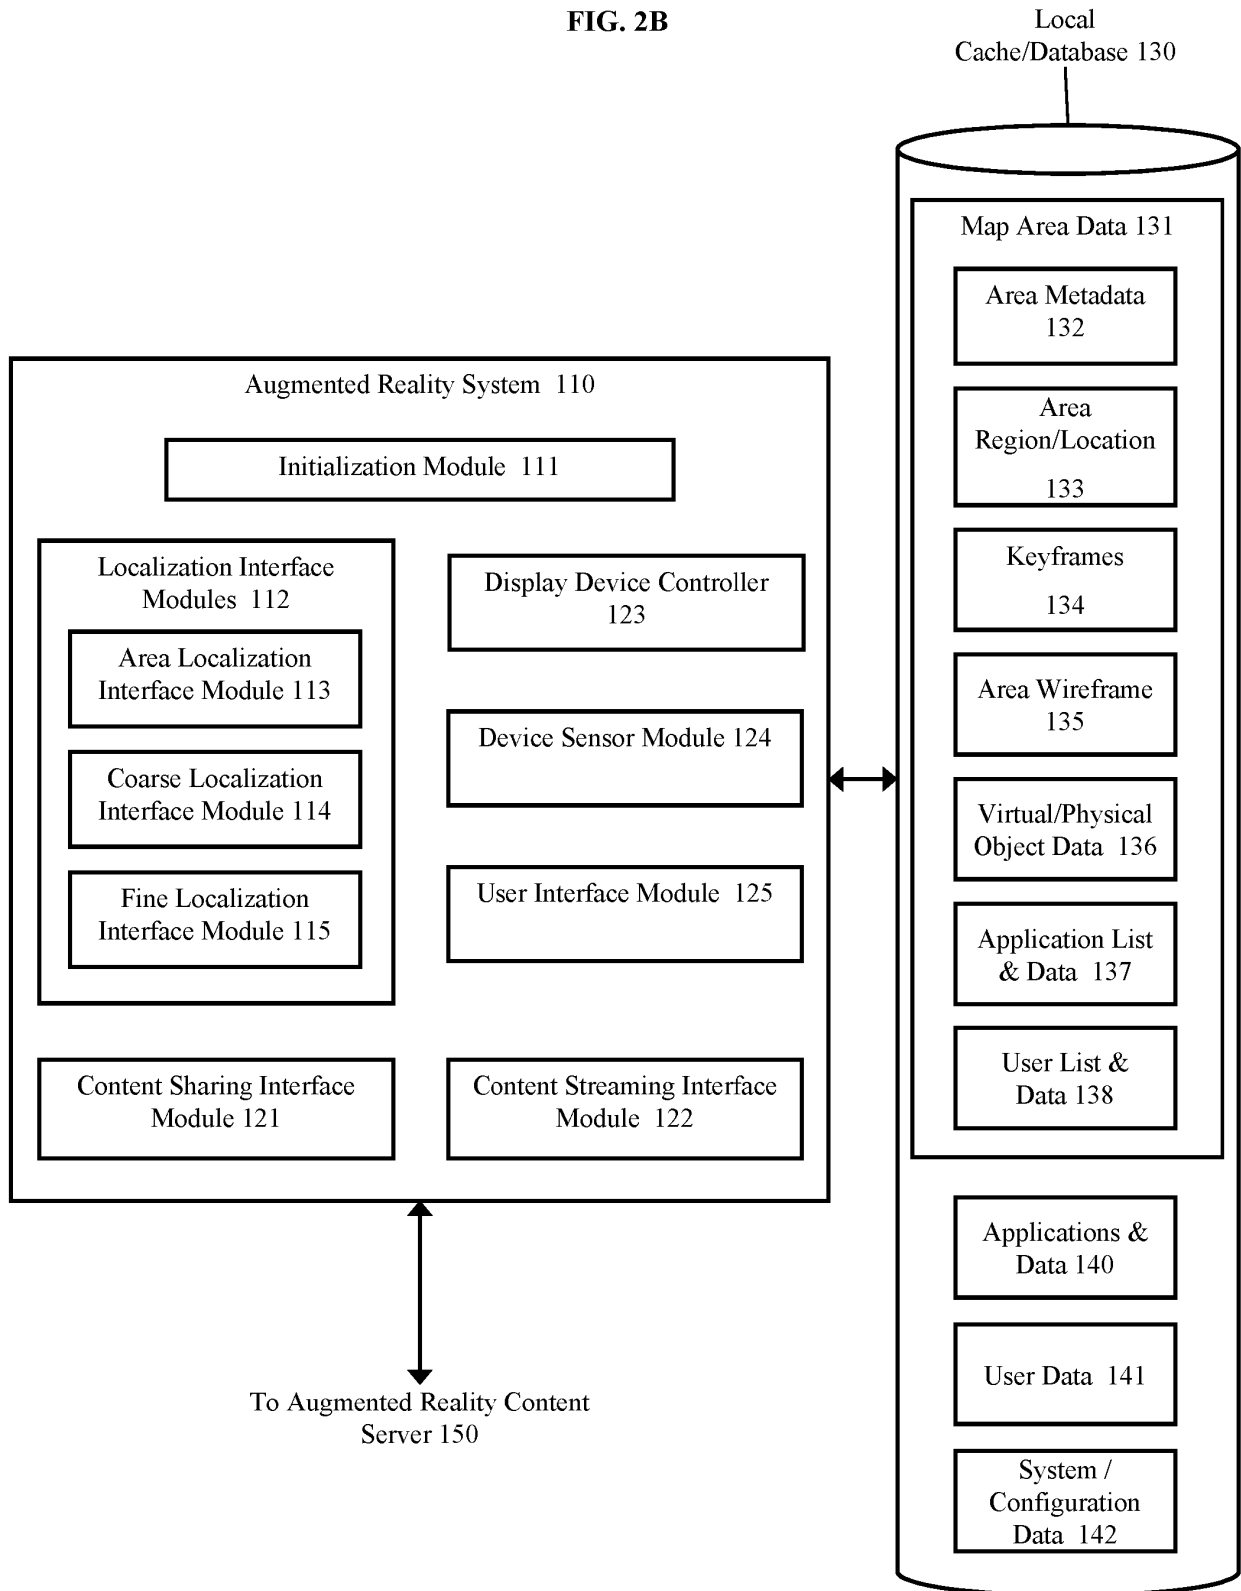 FIG. 2B
Local
Cache/Database 130
Map Area Data 131
Area Metadata
132
Area
Region/Location
133
Keyframes
134
Area Wireframe
135
Virtual/Physical
Object Data 136
Application List
& Data 137
User List &
Data 138
Applications &
Data 140
User Data 141
System /
Configuration
Data 142
Augmented Reality System 110
Initialization Module 111
Localization Interface
Modules 112
Area Localization
Interface Module 113
Coarse Localization
Interface Module 114
Fine Localization
Interface Module 115
Display Device Controller
123
Device Sensor Module 124
User Interface Module 125
Content Sharing Interface
Module 121
Content Streaming Interface
Module 122
To Augmented Reality Content
Server 150